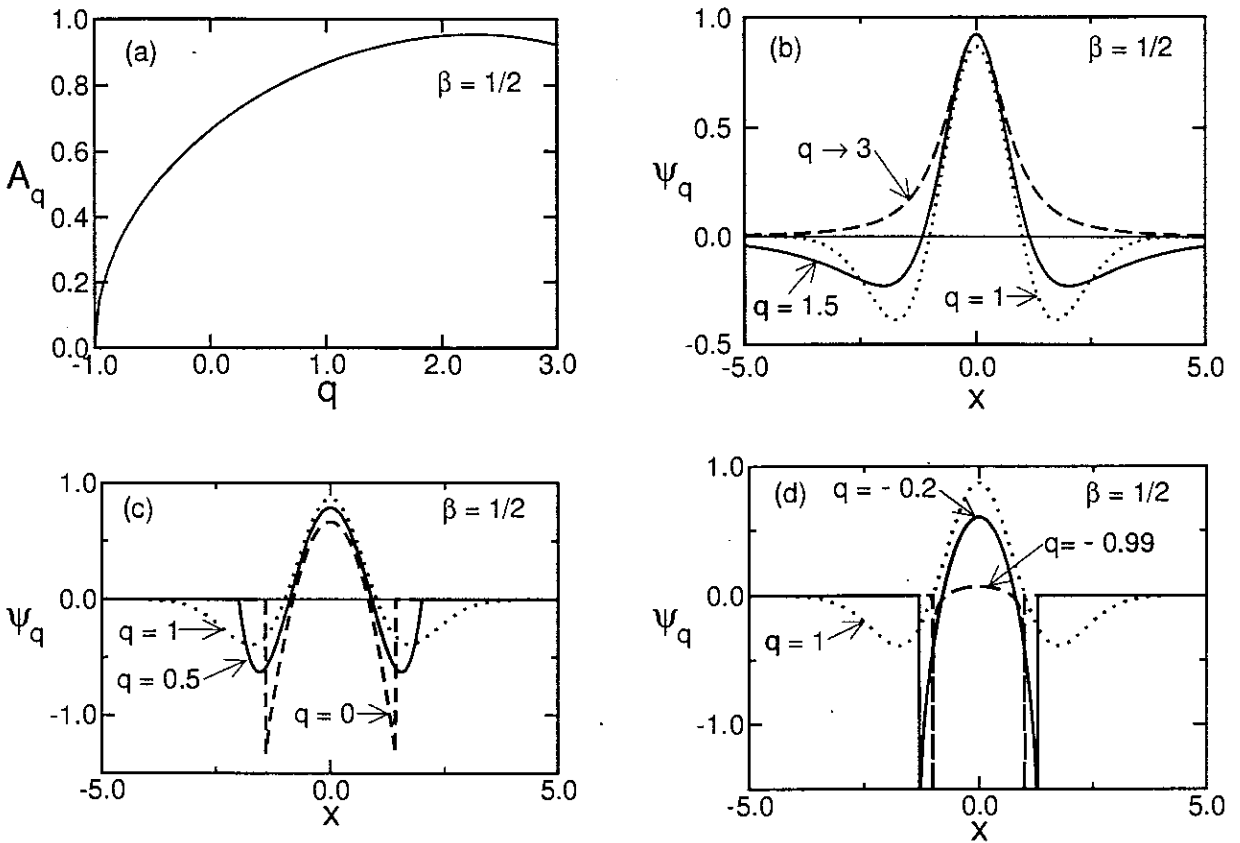 (a)
β = 1/2
A_q
1.0
0.8
0.6
0.4
0.2
0.0
-1.0 0.0 1.0 2.0 3.0
q
(b)
β = 1/2
q → 3
q = 1.5
q = 1
ψ_q
1.0
0.5
0.0
-0.5
-5.0 0.0 5.0
x
(c)
β = 1/2
q = 1
q = 0.5
q = 0
ψ_q
1.0
0.0
-1.0
-5.0 0.0 5.0
x
(d)
q = - 0.2
β = 1/2
q = - 0.99
q = 1
ψ_q
1.0
0.0
-1.0
-5.0 0.0 5.0
x